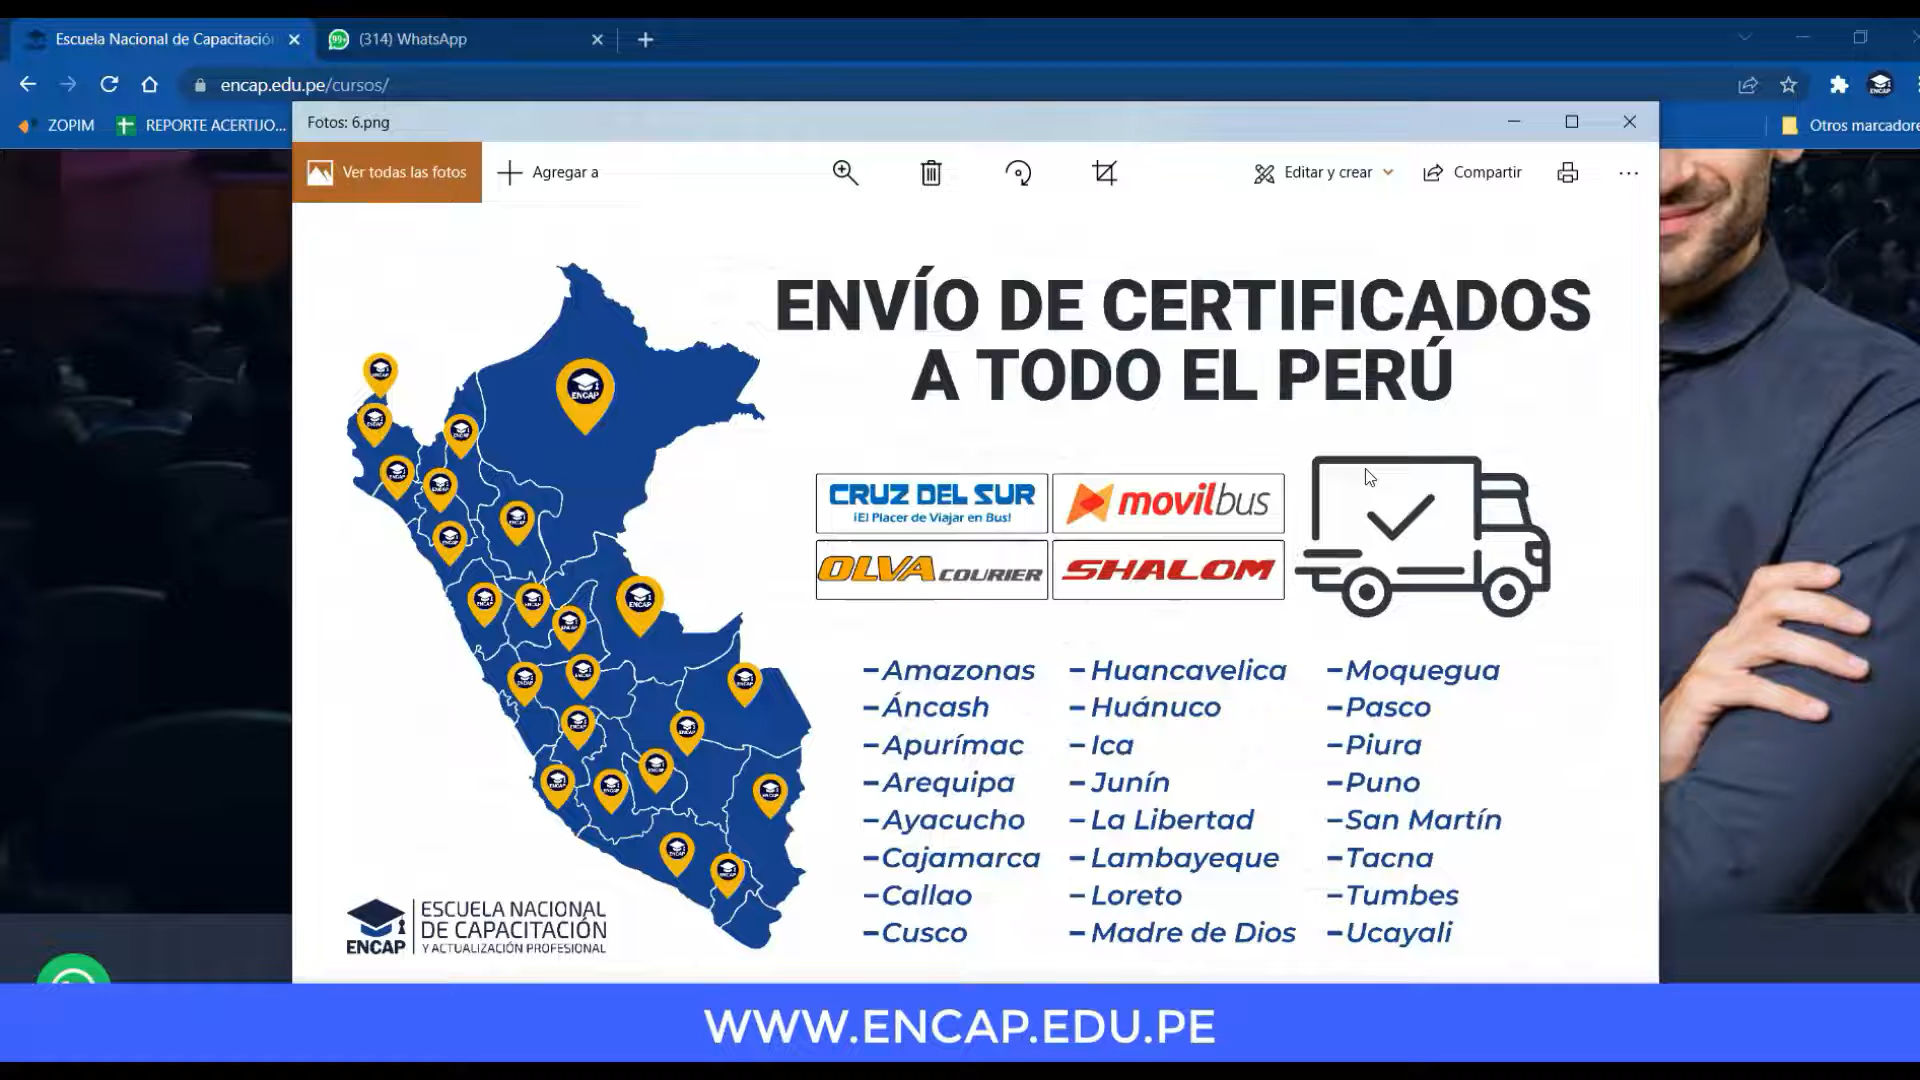 Escuela Nacional de Capacitació
(314) WhatsApp
encap.edu.pe/cursos/
ZOPIM
REPORTE ACERTIJO...
Otros marcadore
Fotos: 6.png
Ver todas las fotos
Agregar a
Editar y crear
Compartir
ENVÍO DE CERTIFICADOS
A TODO EL PERÚ
CRUZ DEL SUR
¡El Placer de Viajar en Bus!
movilbus
OLVA COURIER
SHALOM
–Amazonas
–Áncash
–Apurímac
–Arequipa
–Ayacucho
–Cajamarca
–Callao
–Cusco
–Huancavelica
–Huánuco
–Ica
–Junín
–La Libertad
–Lambayeque
–Loreto
–Madre de Dios
–Moquegua
–Pasco
–Piura
–Puno
–San Martín
–Tacna
–Tumbes
–Ucayali
ENCAP
ESCUELA NACIONAL
DE CAPACITACIÓN
Y ACTUALIZACIÓN PROFESIONAL
WWW.ENCAP.EDU.PE